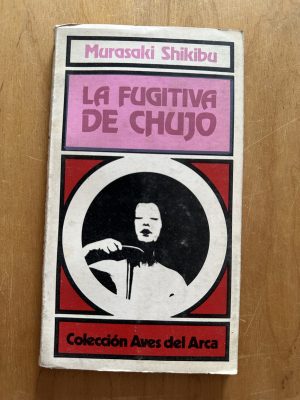 Murasaki Shikibu
LA FUGITIVA
DE CHUJO
Colección Aves del Arca